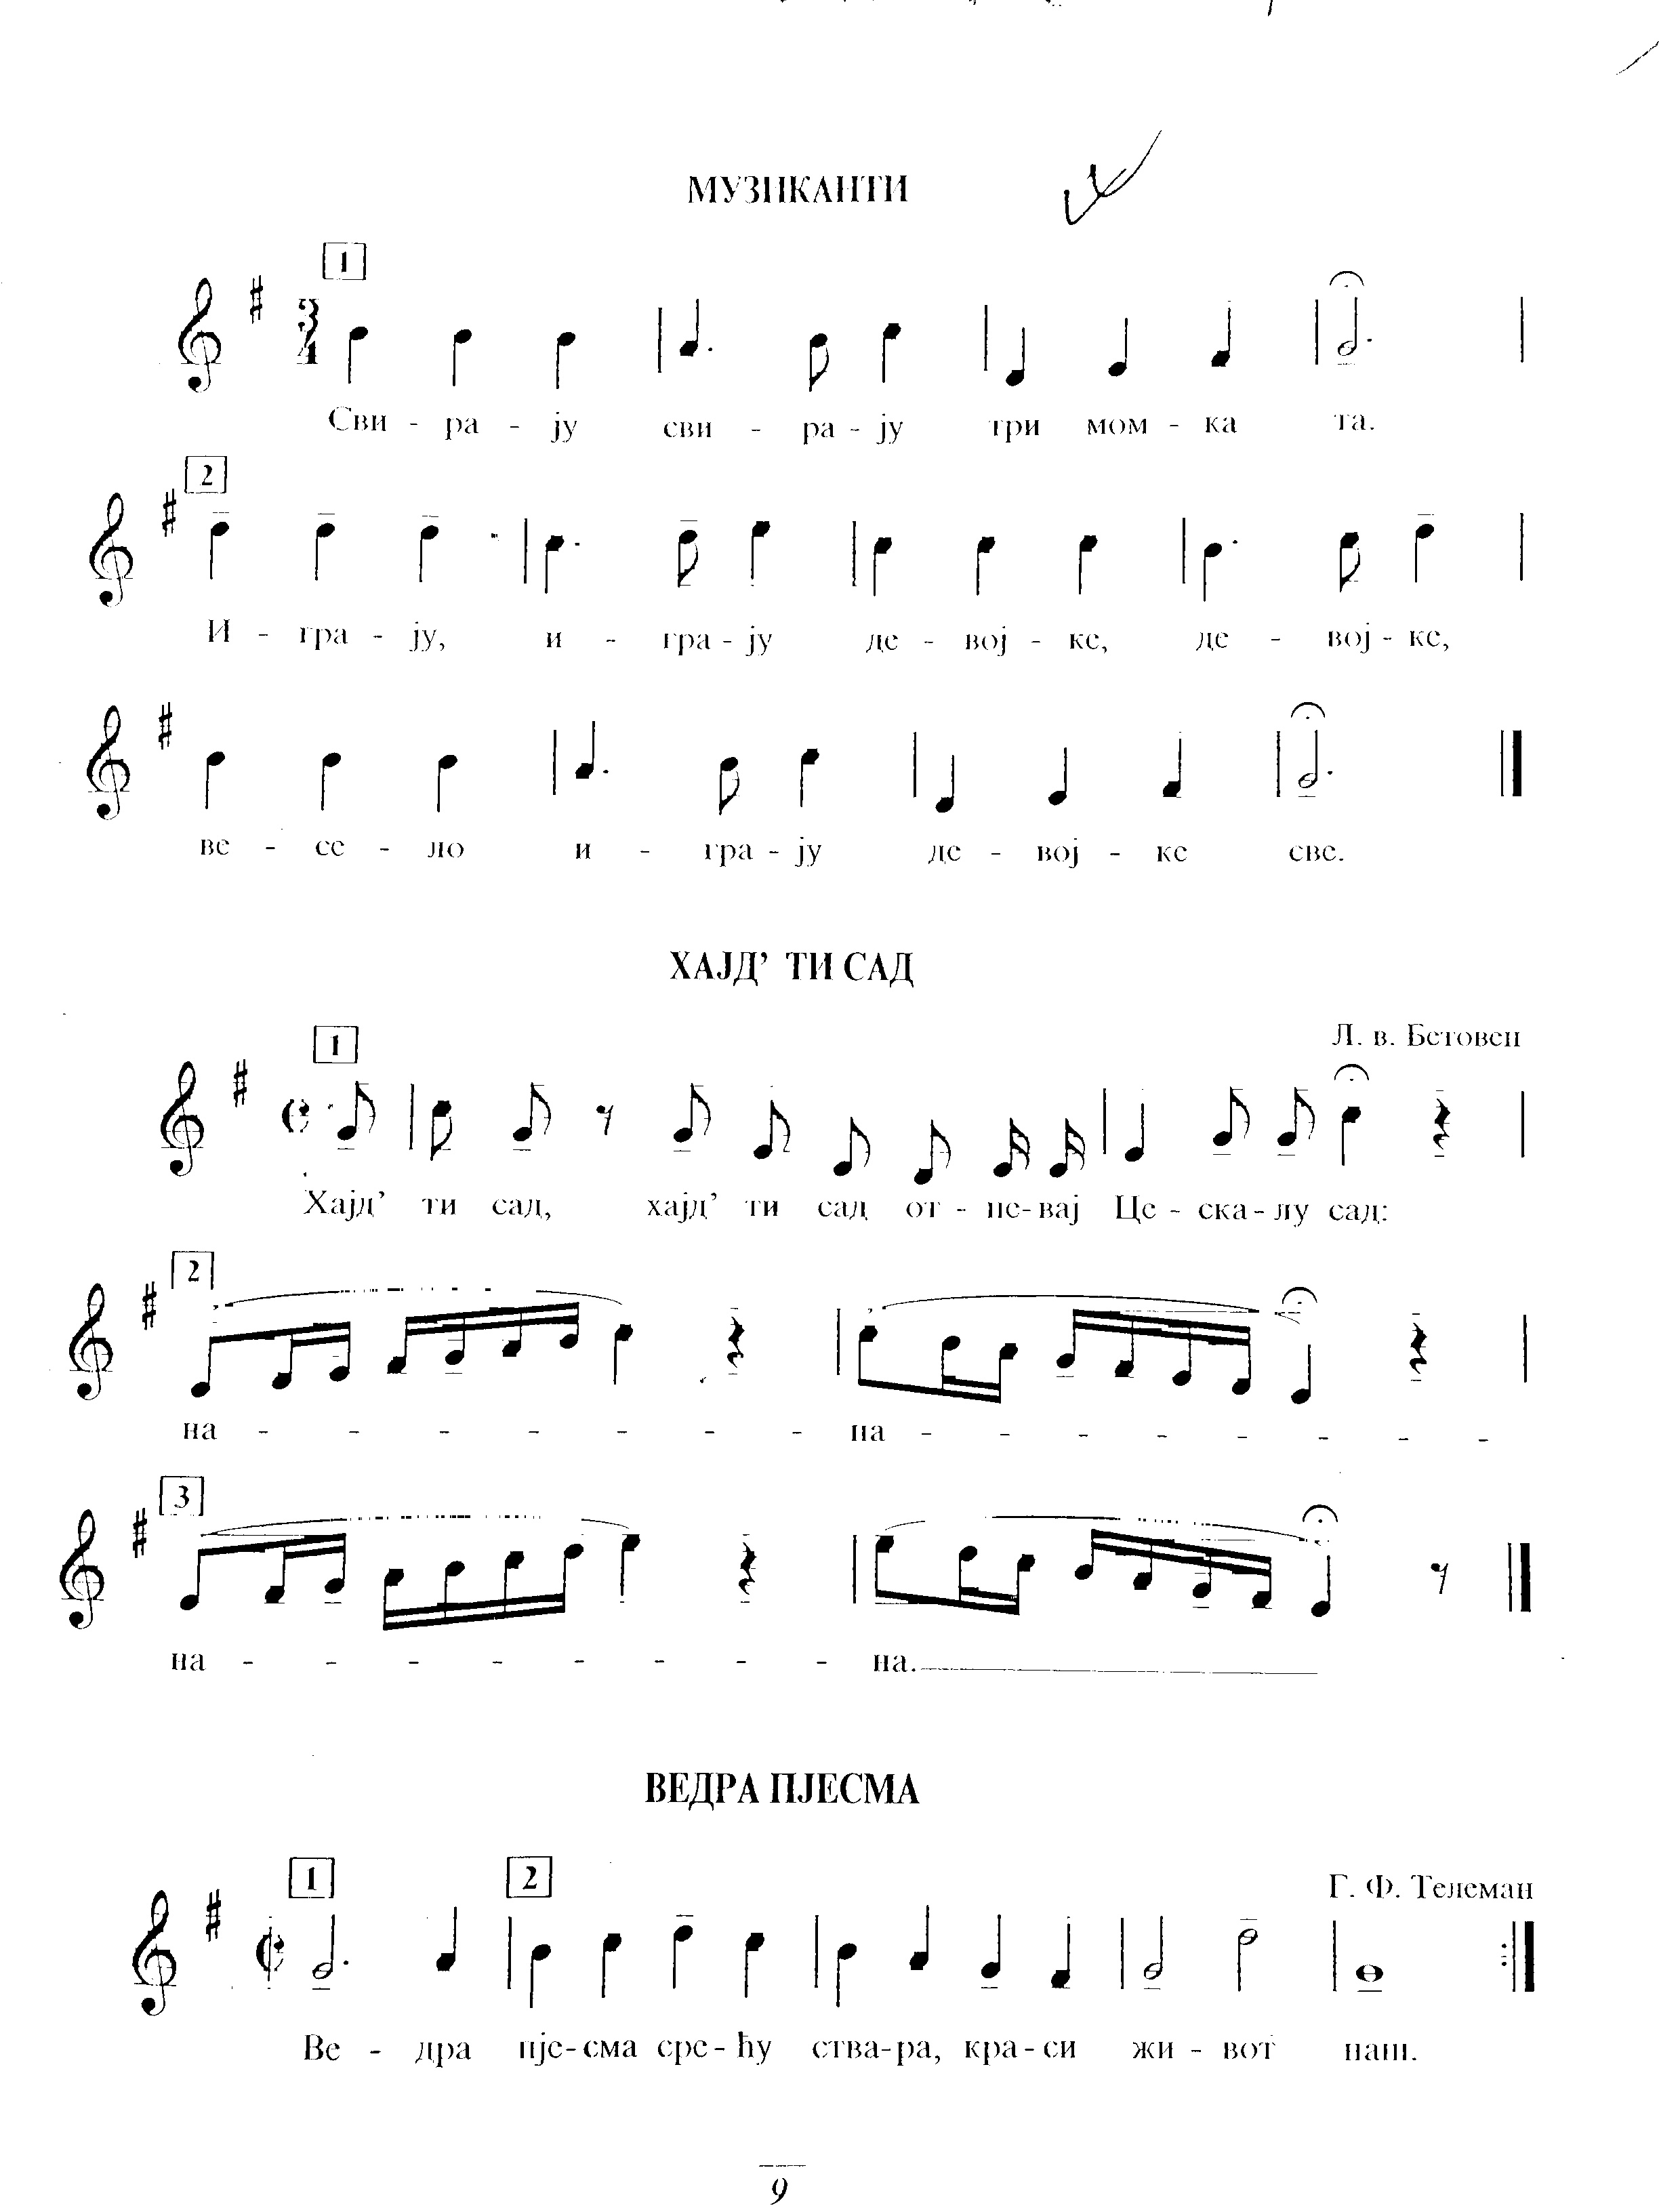 МУЗИКАНТИ
1
3
4
Сви - ра - ју сви - ра - ју три мом - ка та.
2
И - гра - ју, и - гра - ју де - вој - ке, де - вој - ке,
ве - се - ло и - гра - ју де - вој - ке све.
ХАЈД’ ТИ САД
Л. в. Бетовен
1
Хајд’ ти сад, хајд’ ти сад от - пе-вај Це - ска - лу сад:
2
на - - - - - - - на - - - - - - - -
3
на - - - - - - - - на.
ВЕДРА ПЈЕСМА
1 2
Г. Ф. Телеман
Ве - дра пје-сма сре-ћу ства-ра, кра-си жи - вот наш.
9